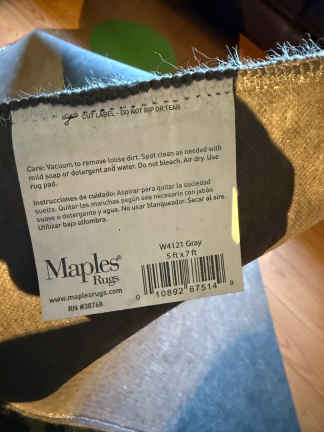 CUT LABEL - DO NOT RIP OR TEAR
Care: Vacuum to remove loose dirt. Spot clean as needed with
mild soap or detergent and water. Do not bleach. Air dry. Use
rug pad.
Instrucciones de cuidado: Aspirar para quitar la suciedad
suelta. Quitar las manchas según sea necesario con jabón
suave o detergente y agua. No usar blanqueador. Secar al aire.
Utilizar bajo alfombra.
Maples®
Rugs
www.maplesrugs.com
RN #38768
W4121 Gray
5 ft x 7 ft
0 10892 67514 9